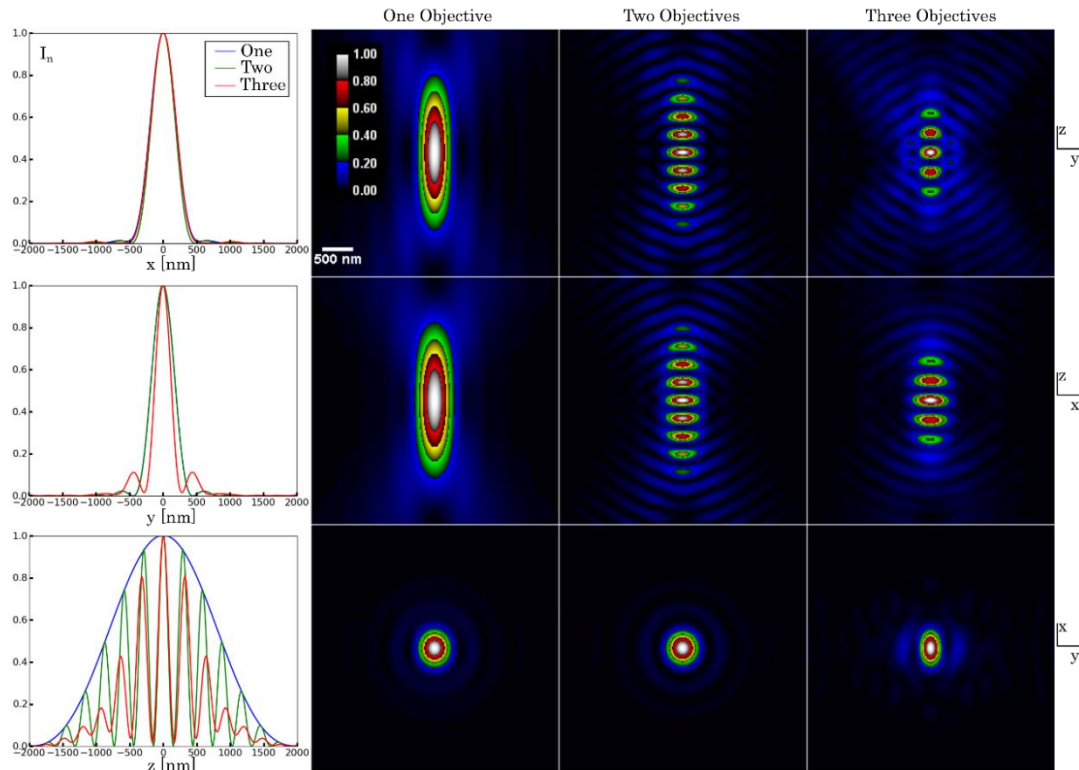 One Objective Two Objectives Three Objectives
1.0 I_n One
Two
0.8 Three
0.6
0.4
0.2
0.0
−2000 −1500 −1000 −500 0 500 1000 1500 2000
x [nm]
1.00
0.80
0.60
0.40
0.20
0.00
500 nm
z
y
1.0
0.8
0.6
0.4
0.2
0.0
−2000 −1500 −1000 −500 0 500 1000 1500 2000
y [nm]
z
x
1.0
0.8
0.6
0.4
0.2
0.0
−2000 −1500 −1000 −500 0 500 1000 1500 2000
z [nm]
x
y